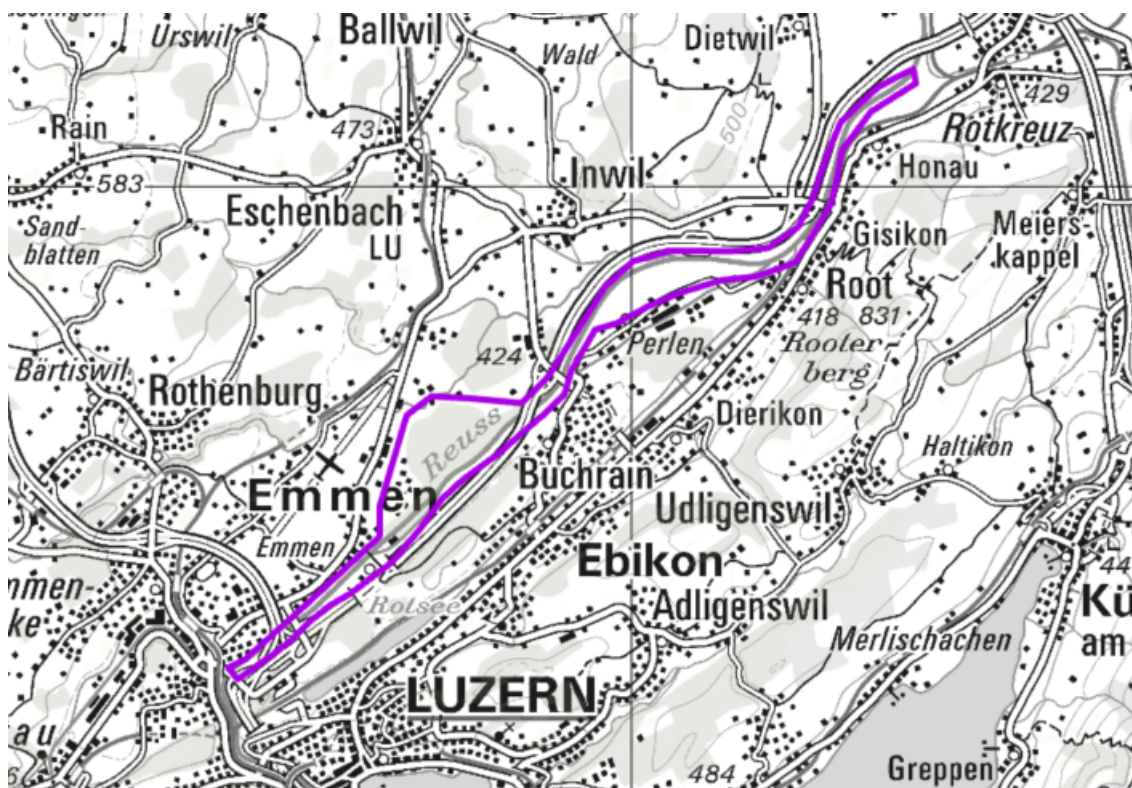 Urswil
Ballwil
Wald
Dietwil
Rain
473
500
429
Rotkreuz
583
Inwil
Honau
Sand-
blatten
Eschenbach
LU
Meiers-
kappel
Gisikon
Root
418 831
Rooter-
berg
Perlen
424
Bärtiswil
Rothenburg
Reuss
Dierikon
Haltikon
Buchrain
Emmen
Udligenswil
Emmen
Ebikon
mmen-
ke
Rotsee
Adligenswil
Kü
am
Merlischachen
LUZERN
au
484
Greppen